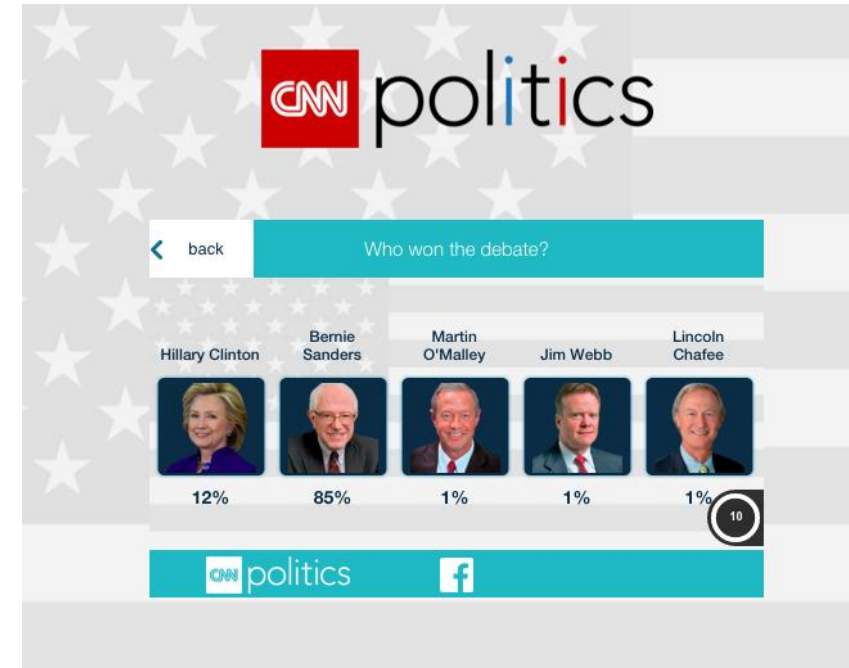 CNN politics
back Who won the debate?
Hillary Clinton
Bernie
Sanders
Martin
O'Malley
Jim Webb
Lincoln
Chafee
12% 85% 1% 1% 1%
10
CNN politics f